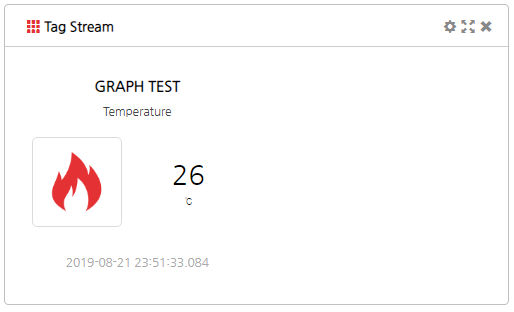 Tag Stream
GRAPH TEST
Temperature
26
℃
2019-08-21 23:51:33.084